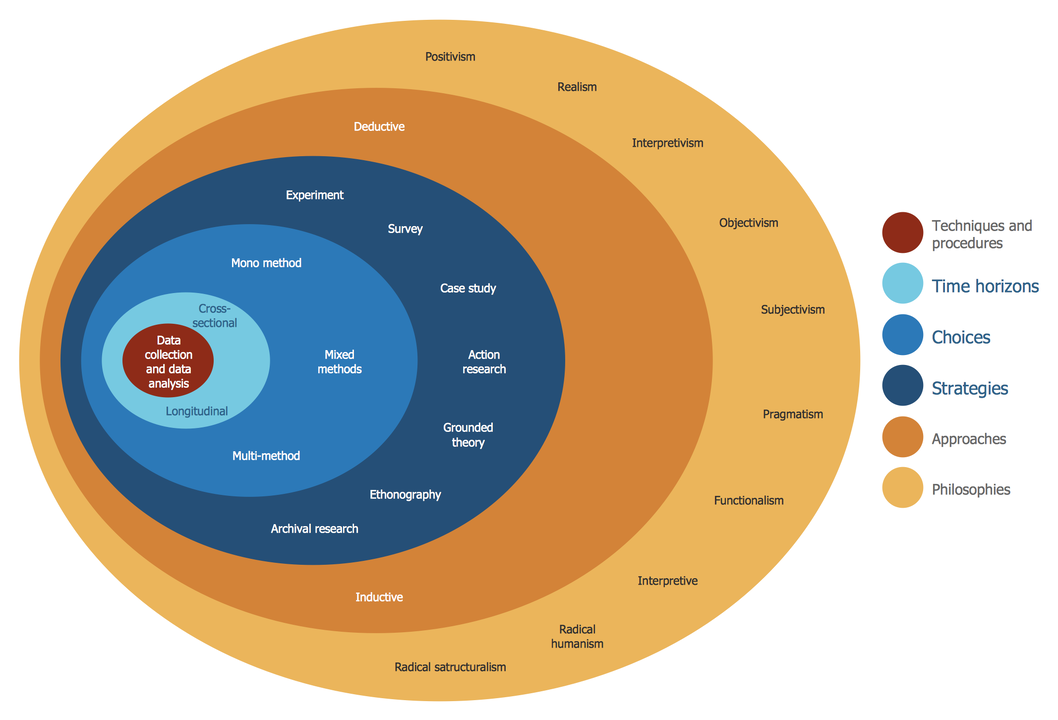 Positivism
Realism
Deductive
Interpretivism
Experiment
Objectivism
Survey
Mono method
Case study
Cross-
sectional
Subjectivism
Data
collection
and data
analysis
Mixed
methods
Action
research
Longitudinal
Pragmatism
Grounded
theory
Multi-method
Ethonography
Functionalism
Archival research
Interpretive
Inductive
Radical
humanism
Radical satructuralism
Techniques and
procedures
Time horizons
Choices
Strategies
Approaches
Philosophies